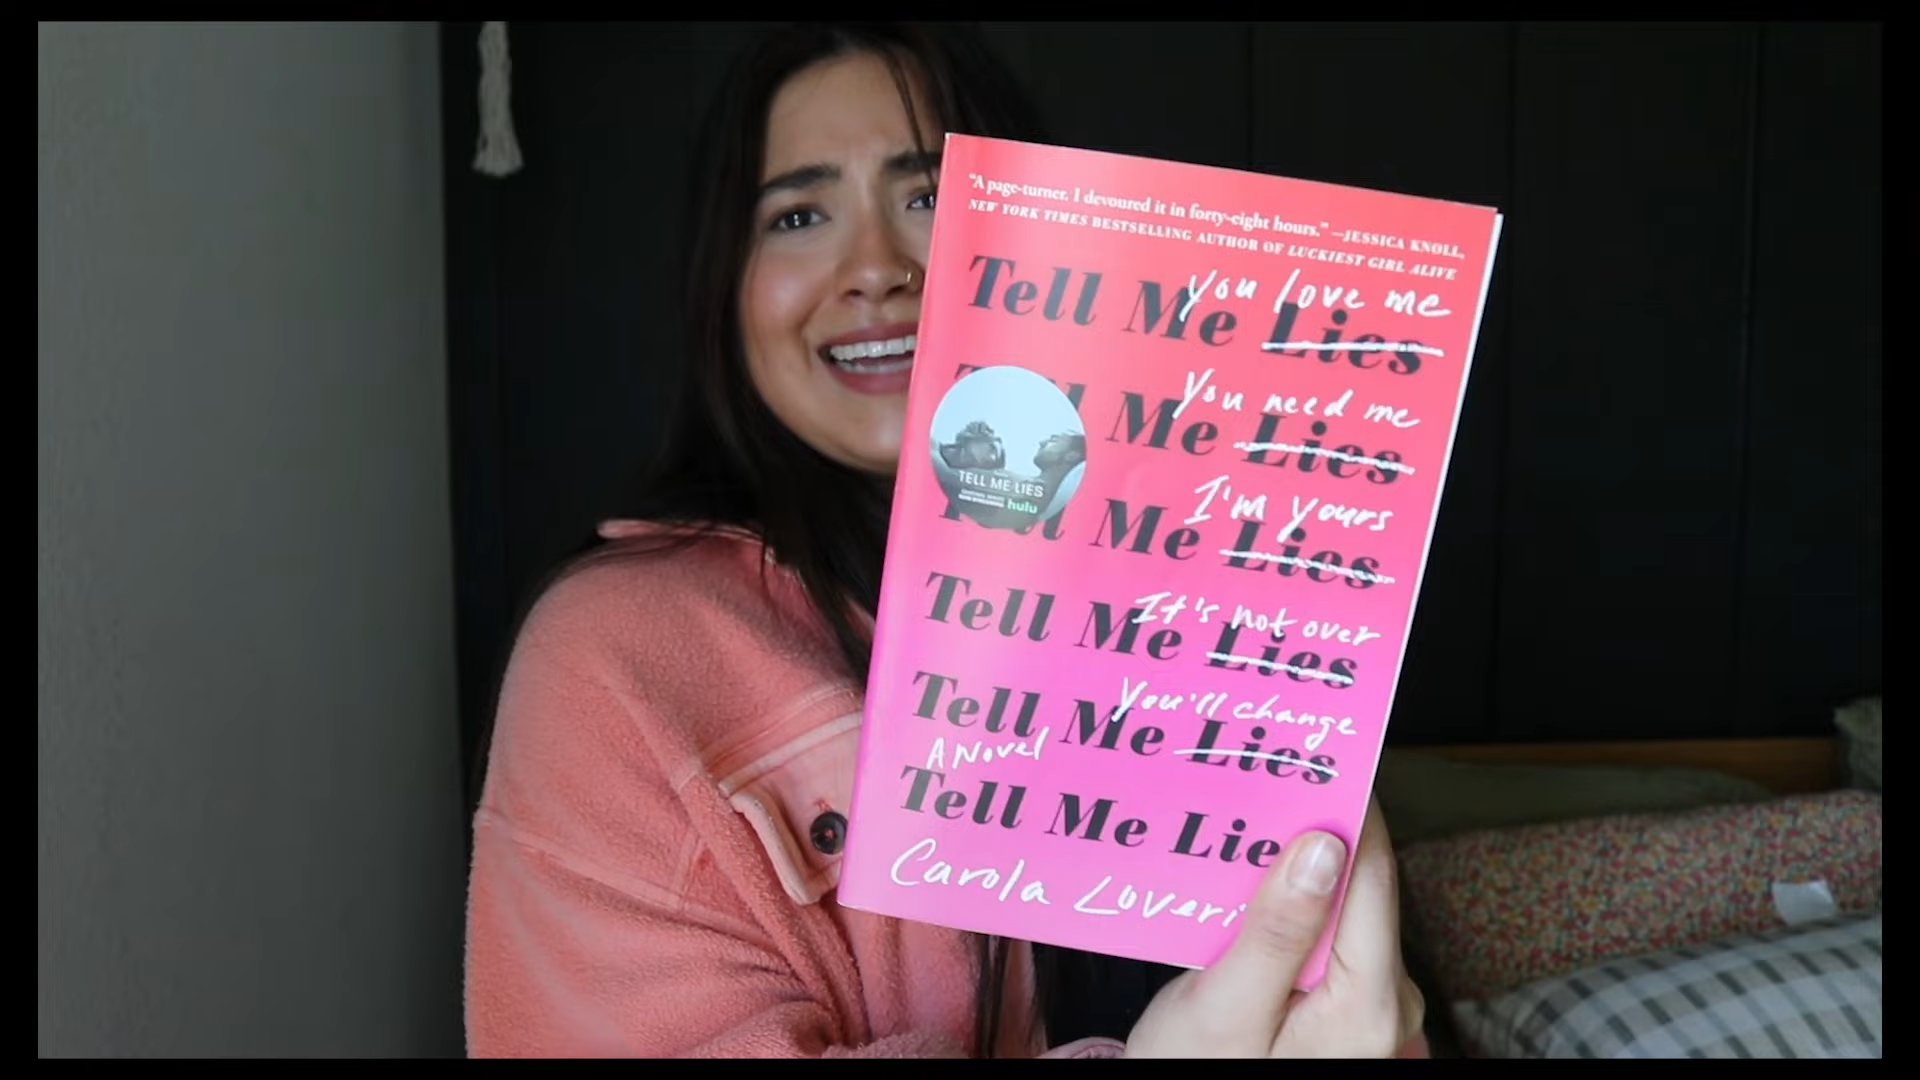 "A page-turner. I devoured it in forty-eight hours." —JESSICA KNOLL,
NEW YORK TIMES BESTSELLING AUTHOR OF LUCKIEST GIRL ALIVE
you love me
Tell Me Lies
You need me
Me Lies
I'm yours
Me Lies
It's not over
Tell Me Lies
You'll change
Tell Me Lies
A Novel
Tell Me Lie
Carola Loveri
TELL ME LIES
hulu